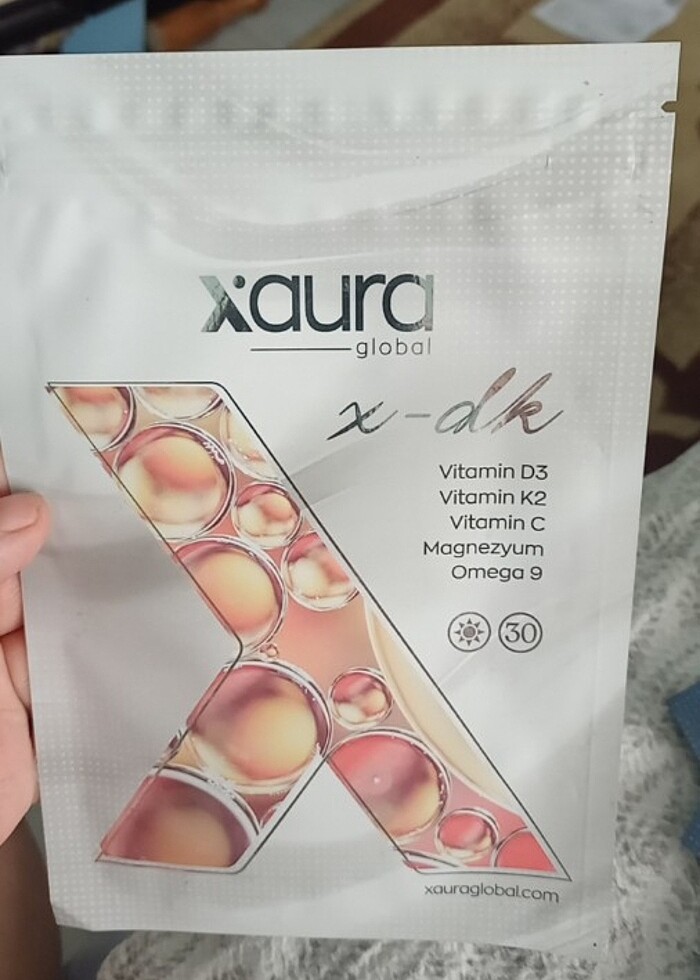 xaura
global
x-dk
Vitamin D3
Vitamin K2
Vitamin C
Magnezyum
Omega 9
30
xauraglobal.com